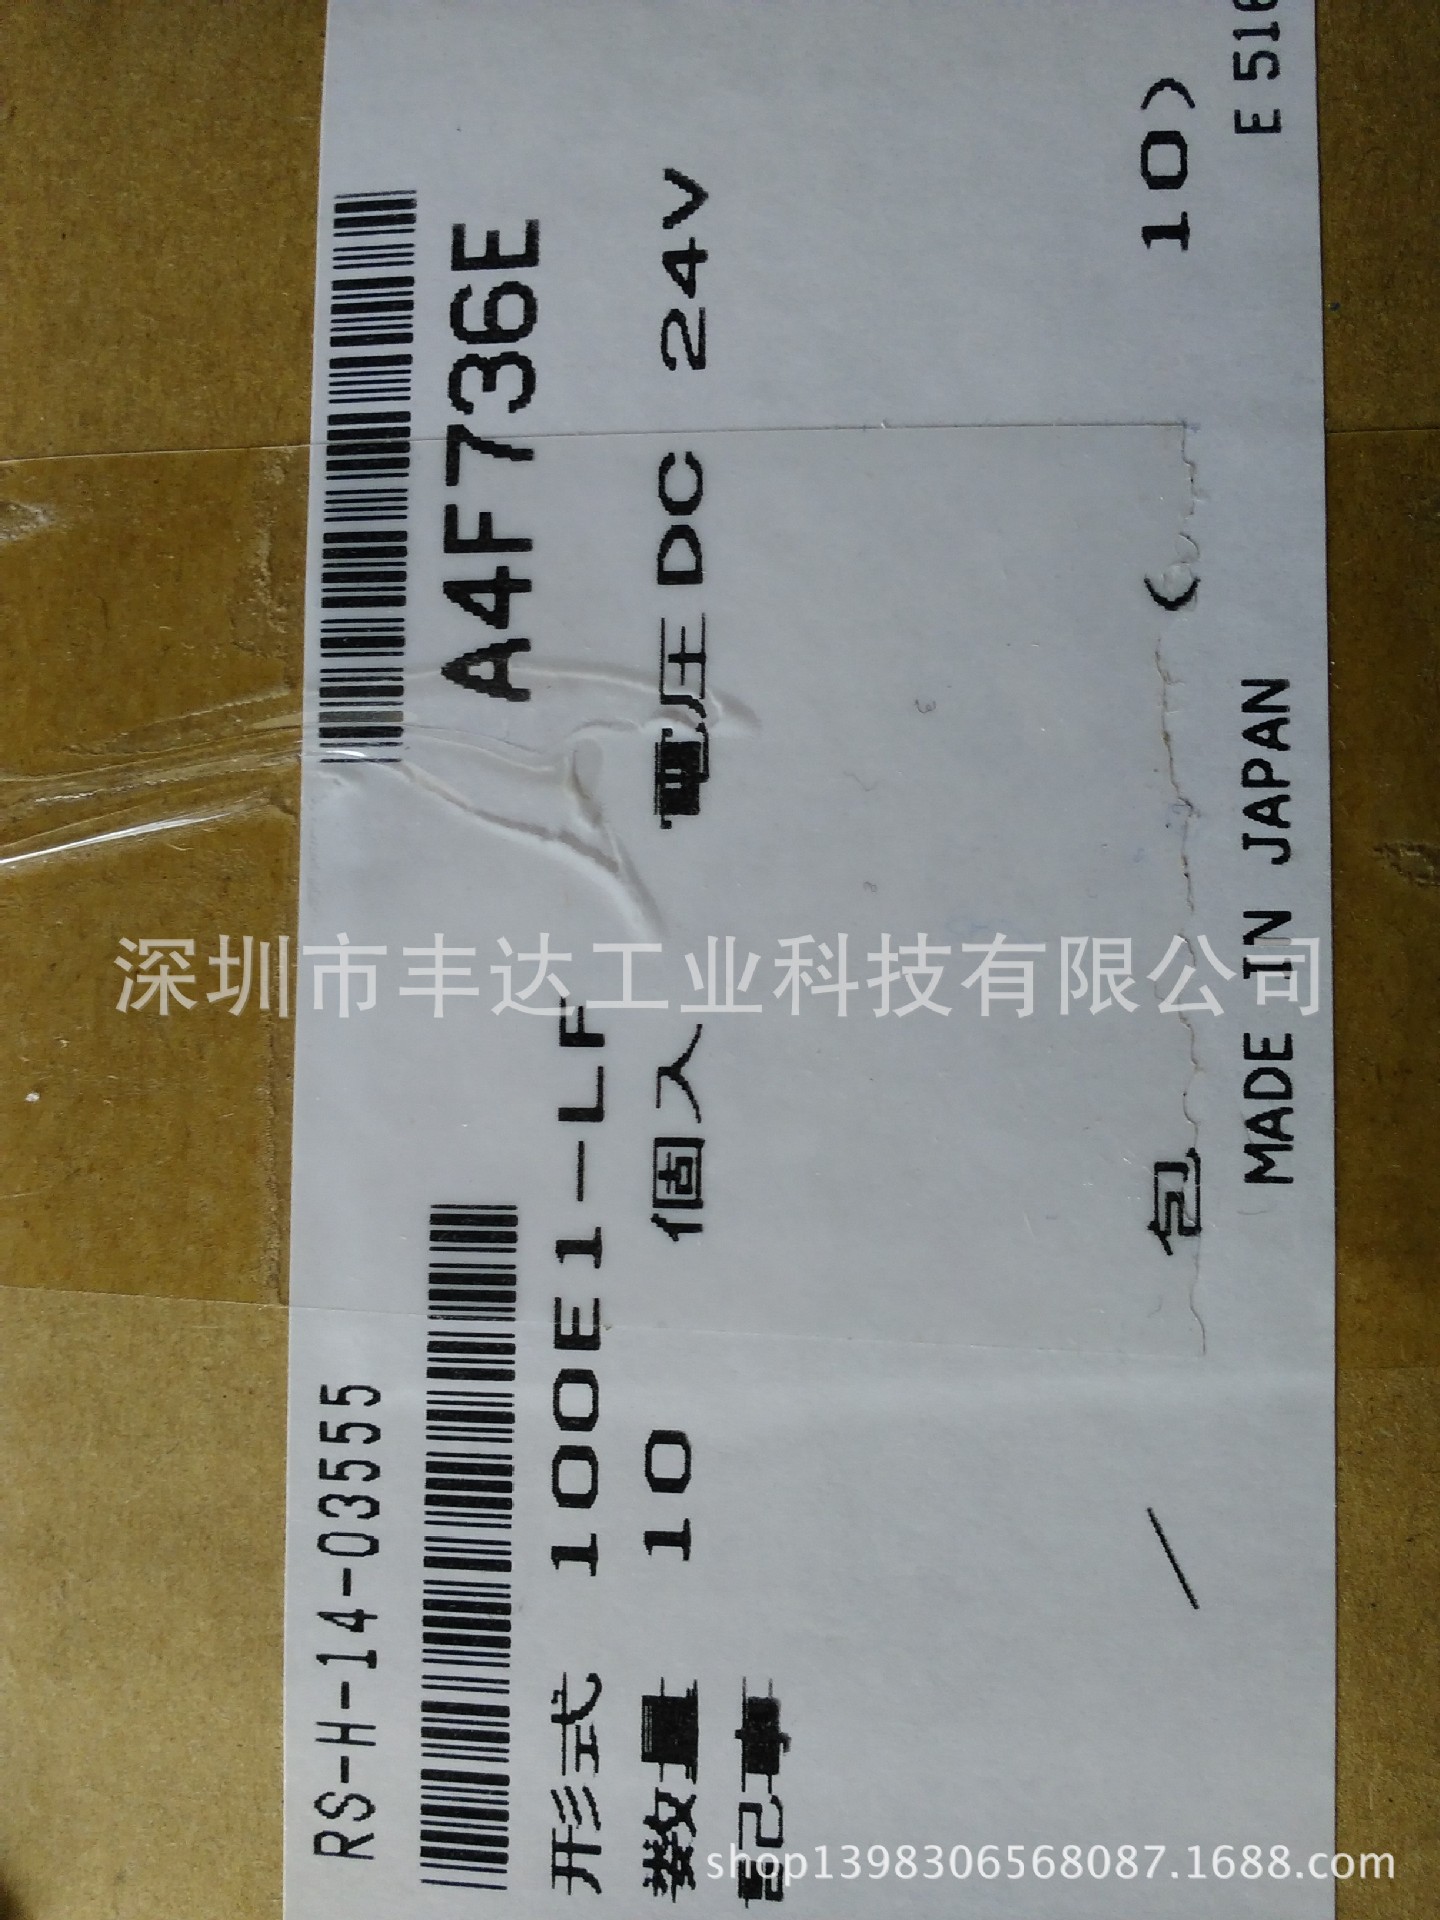 RS-H-14-03555
A4F736E
形式 100E1-LF
数量 10 個入 電圧 DC 24V
記事
/ 包 ( 10)
MADE IN JAPAN E 516
深圳市丰达工业科技有限公司
shop1398306568087.1688.com